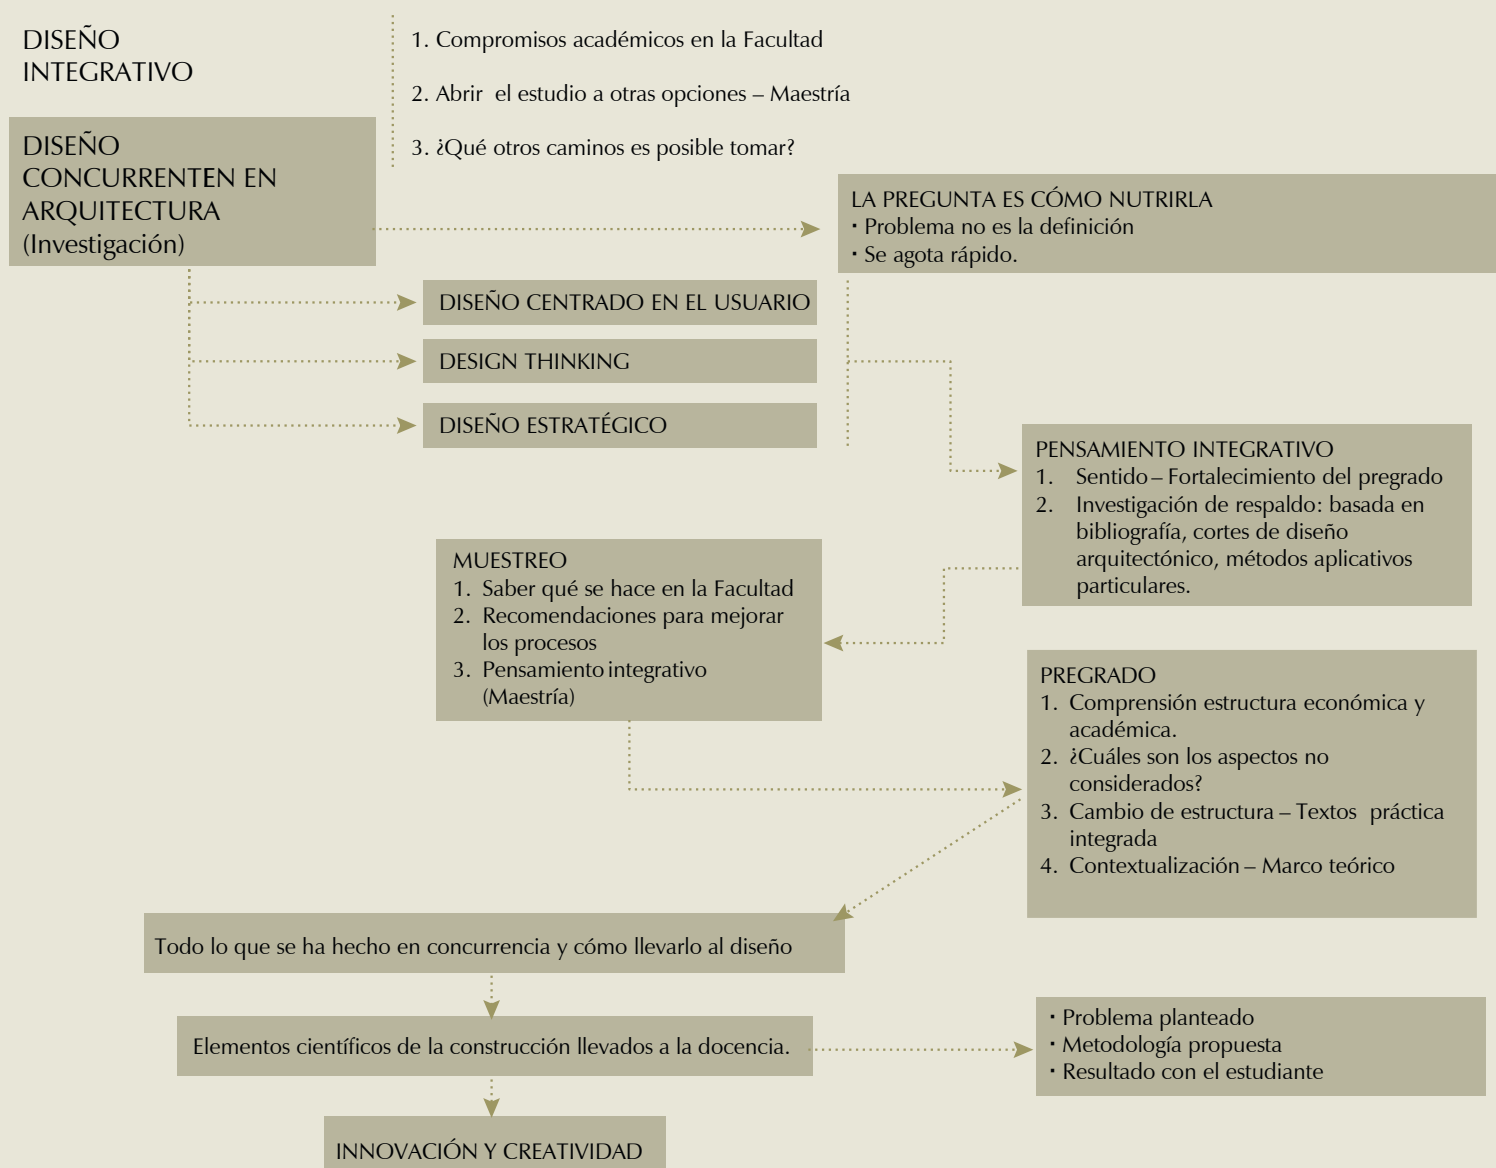 DISEÑO
INTEGRATIVO
1. Compromisos académicos en la Facultad
2. Abrir el estudio a otras opciones – Maestría
3. ¿Qué otros caminos es posible tomar?
DISEÑO
CONCURRENTEN EN
ARQUITECTURA
(Investigación)
LA PREGUNTA ES CÓMO NUTRIRLA
· Problema no es la definición
· Se agota rápido.
DISEÑO CENTRADO EN EL USUARIO
DESIGN THINKING
DISEÑO ESTRATÉGICO
PENSAMIENTO INTEGRATIVO
1. Sentido – Fortalecimiento del pregrado
2. Investigación de respaldo: basada en
bibliografía, cortes de diseño
arquitectónico, métodos aplicativos
particulares.
MUESTREO
1. Saber qué se hace en la Facultad
2. Recomendaciones para mejorar
los procesos
3. Pensamiento integrativo
(Maestría)
PREGRADO
1. Comprensión estructura económica y
académica.
2. ¿Cuáles son los aspectos no
considerados?
3. Cambio de estructura – Textos práctica
integrada
4. Contextualización – Marco teórico
Todo lo que se ha hecho en concurrencia y cómo llevarlo al diseño
Elementos científicos de la construcción llevados a la docencia.
· Problema planteado
· Metodología propuesta
· Resultado con el estudiante
INNOVACIÓN Y CREATIVIDAD